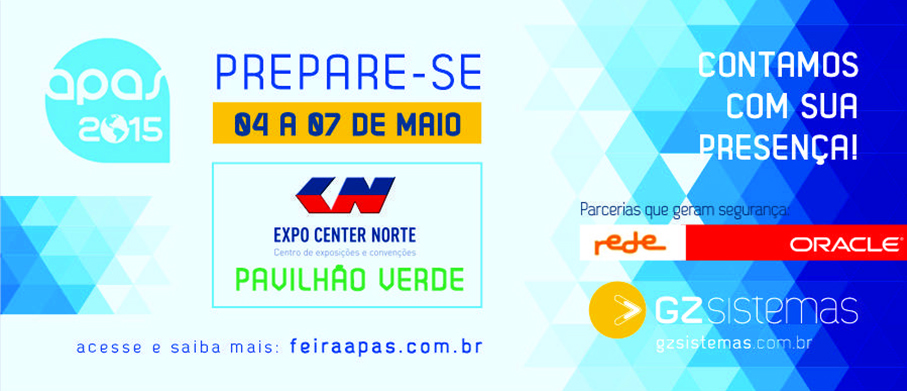 apas
2015
PREPARE-SE
04 A 07 DE MAIO
EXPO CENTER NORTE
Centro de exposições e convenções
PAVILHÃO VERDE
acesse e saiba mais: feiraapas.com.br
CONTAMOS
COM SUA
PRESENÇA!
Parcerias que geram segurança:
rede
ORACLE
GZsistemas
gzsistemas.com.br